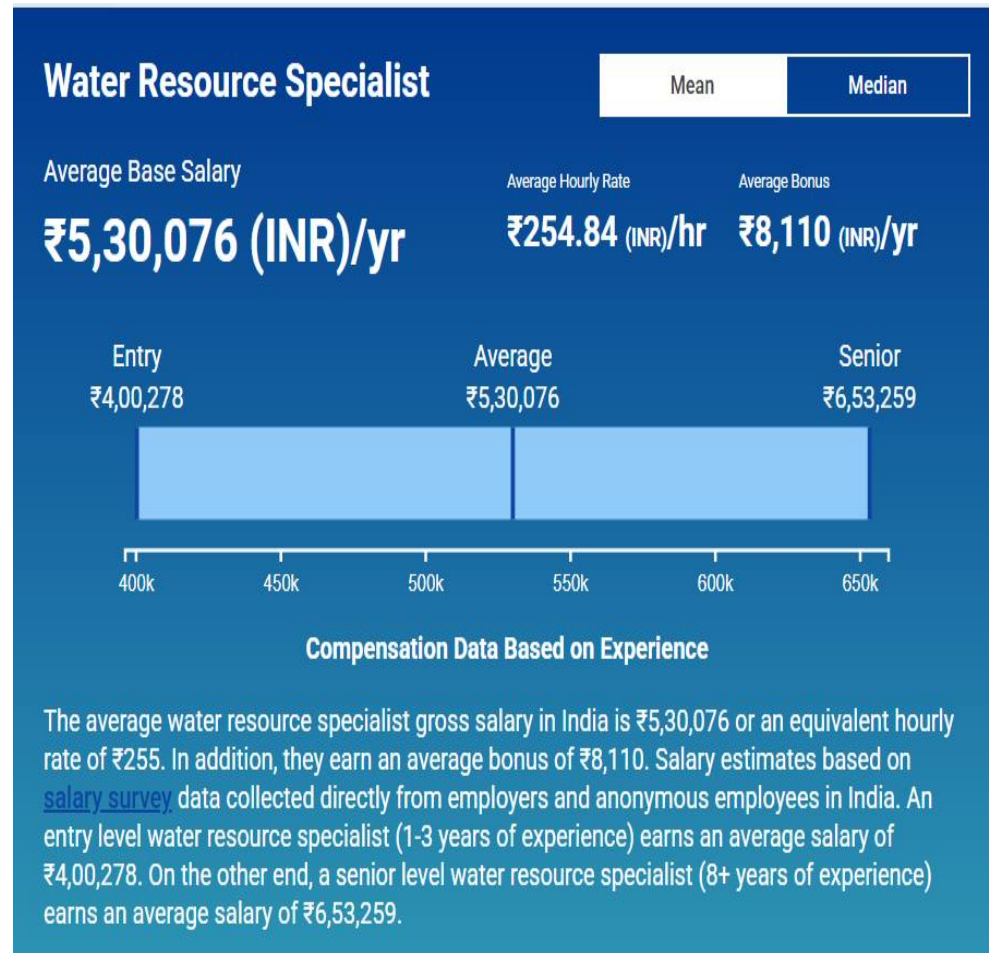 Water Resource Specialist
Mean
Median
Average Base Salary
₹5,30,076 (INR)/yr
Average Hourly Rate
₹254.84 (INR)/hr
Average Bonus
₹8,110 (INR)/yr
Entry
₹4,00,278
Average
₹5,30,076
Senior
₹6,53,259
400k 450k 500k 550k 600k 650k
Compensation Data Based on Experience
The average water resource specialist gross salary in India is ₹5,30,076 or an equivalent hourly
rate of ₹255. In addition, they earn an average bonus of ₹8,110. Salary estimates based on
salary survey data collected directly from employers and anonymous employees in India. An
entry level water resource specialist (1-3 years of experience) earns an average salary of
₹4,00,278. On the other end, a senior level water resource specialist (8+ years of experience)
earns an average salary of ₹6,53,259.